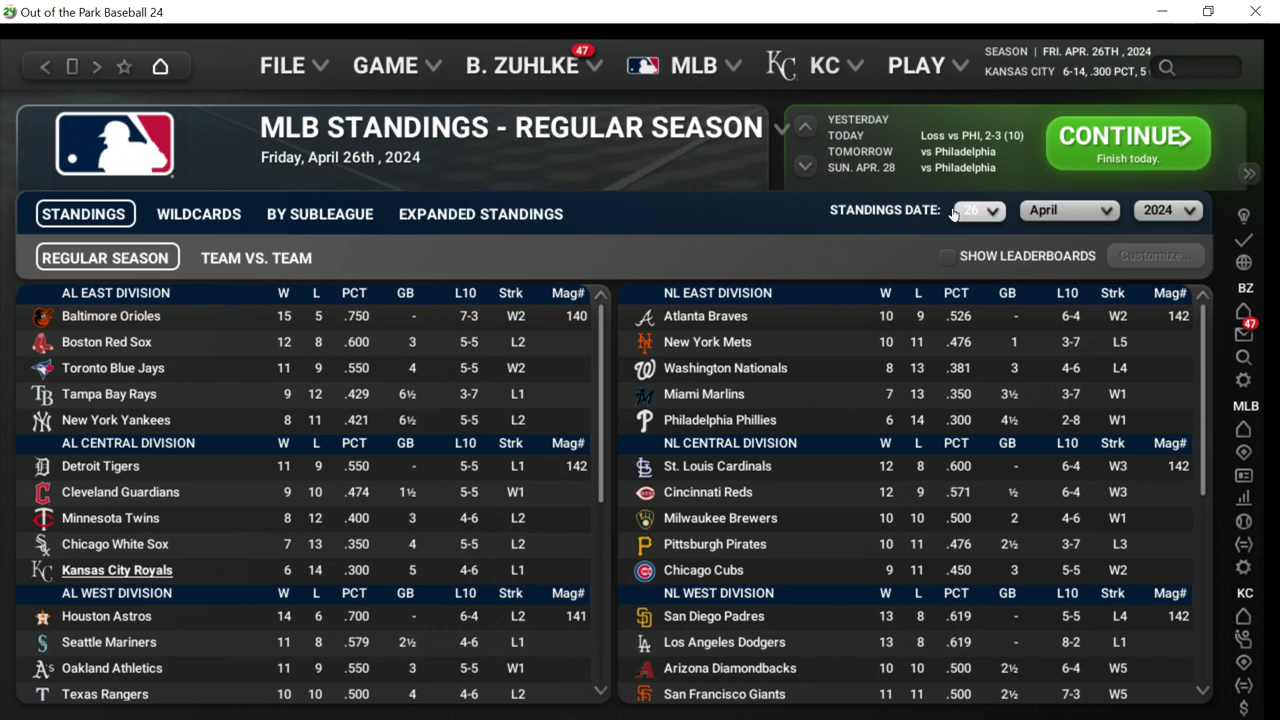 Out of the Park Baseball 24
FILE GAME 47 B. ZUHLKE MLB KC KC PLAY
SEASON | FRI. APR. 26TH , 2024
KANSAS CITY 6-14, .300 PCT, 5
MLB STANDINGS - REGULAR SEASON
Friday, April 26th , 2024
YESTERDAY
TODAY Loss vs PHI, 2-3 (10)
TOMORROW vs Philadelphia
SUN. APR. 28 vs Philadelphia
CONTINUE
Finish today.
STANDINGS WILDCARDS BY SUBLEAGUE EXPANDED STANDINGS STANDINGS DATE: 26 April 2024
REGULAR SEASON TEAM VS. TEAM SHOW LEADERBOARDS Customize...
AL EAST DIVISION W L PCT GB L10 Strk Mag#
Baltimore Orioles 15 5 .750 - 7-3 W2 140
Boston Red Sox 12 8 .600 3 5-5 L2
Toronto Blue Jays 11 9 .550 4 5-5 W2
Tampa Bay Rays 9 12 .429 6½ 3-7 L1
New York Yankees 8 11 .421 6½ 5-5 L2
AL CENTRAL DIVISION W L PCT GB L10 Strk Mag#
Detroit Tigers 11 9 .550 - 5-5 L1 142
Cleveland Guardians 9 10 .474 1½ 5-5 W1
Minnesota Twins 8 12 .400 3 4-6 L2
Chicago White Sox 7 13 .350 4 5-5 L2
Kansas City Royals 6 14 .300 5 4-6 L1
AL WEST DIVISION W L PCT GB L10 Strk Mag#
Houston Astros 14 6 .700 - 6-4 L2 141
Seattle Mariners 11 8 .579 2½ 4-6 L1
Oakland Athletics 11 9 .550 3 5-5 W1
Texas Rangers 10 10 .500 4 4-6 L2
NL EAST DIVISION W L PCT GB L10 Strk Mag#
Atlanta Braves 10 9 .526 - 6-4 W2 142
New York Mets 10 11 .476 1 3-7 L5
Washington Nationals 8 13 .381 3 4-6 L4
Miami Marlins 7 13 .350 3½ 3-7 W1
Philadelphia Phillies 6 14 .300 4½ 2-8 W1
NL CENTRAL DIVISION W L PCT GB L10 Strk Mag#
St. Louis Cardinals 12 8 .600 - 6-4 W3 142
Cincinnati Reds 12 9 .571 ½ 6-4 W3
Milwaukee Brewers 10 10 .500 2 4-6 W1
Pittsburgh Pirates 10 11 .476 2½ 3-7 L3
Chicago Cubs 9 11 .450 3 5-5 W2
NL WEST DIVISION W L PCT GB L10 Strk Mag#
San Diego Padres 13 8 .619 - 5-5 L4 142
Los Angeles Dodgers 13 8 .619 - 8-2 L1
Arizona Diamondbacks 10 10 .500 2½ 6-4 W5
San Francisco Giants 11 11 .500 2½ 7-3 W5
BZ
47
MLB
KC